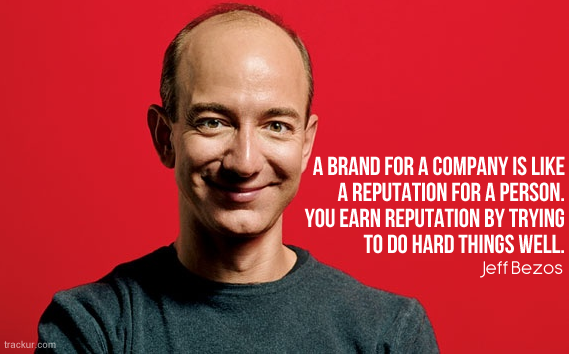 A BRAND FOR A COMPANY IS LIKE
A REPUTATION FOR A PERSON.
YOU EARN REPUTATION BY TRYING
TO DO HARD THINGS WELL.
Jeff Bezos
trackur.com